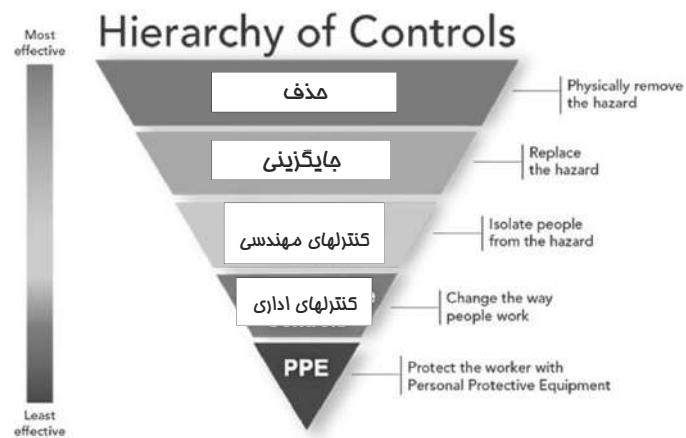 Hierarchy of Controls
Most
effective
حذف
Physically remove
the hazard
جایگزینی
Replace
the hazard
کنترلهای مهندسی
Isolate people
from the hazard
کنترلهای اداری
Change the way
people work
PPE
Protect the worker with
Personal Protective Equipment
Least
effective